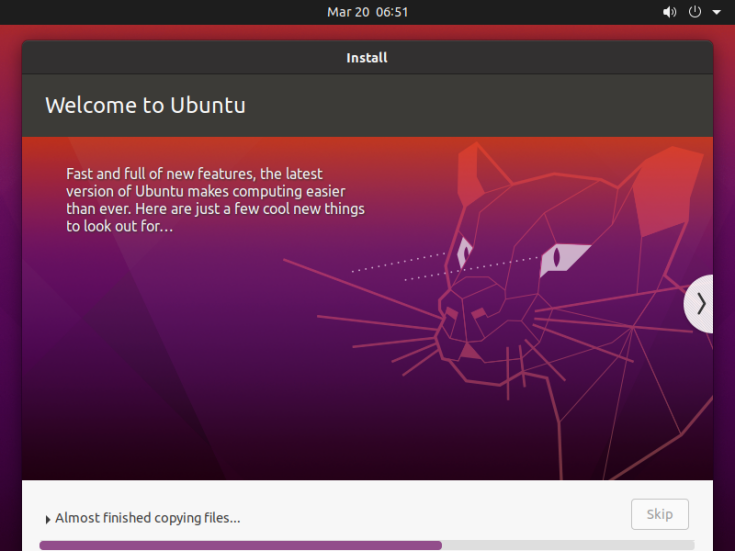 Mar 20 06:51
Install
Welcome to Ubuntu
Fast and full of new features, the latest
version of Ubuntu makes computing easier
than ever. Here are just a few cool new things
to look out for...
Almost finished copying files...
Skip